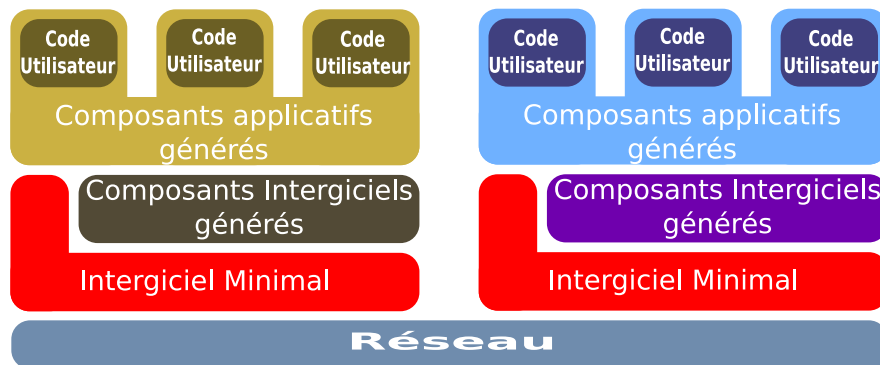 Code
Utilisateur
Code
Utilisateur
Code
Utilisateur
Composants applicatifs
générés
Composants Intergiciels
générés
Intergiciel Minimal
Code
Utilisateur
Code
Utilisateur
Code
Utilisateur
Composants applicatifs
générés
Composants Intergiciels
générés
Intergiciel Minimal
Réseau